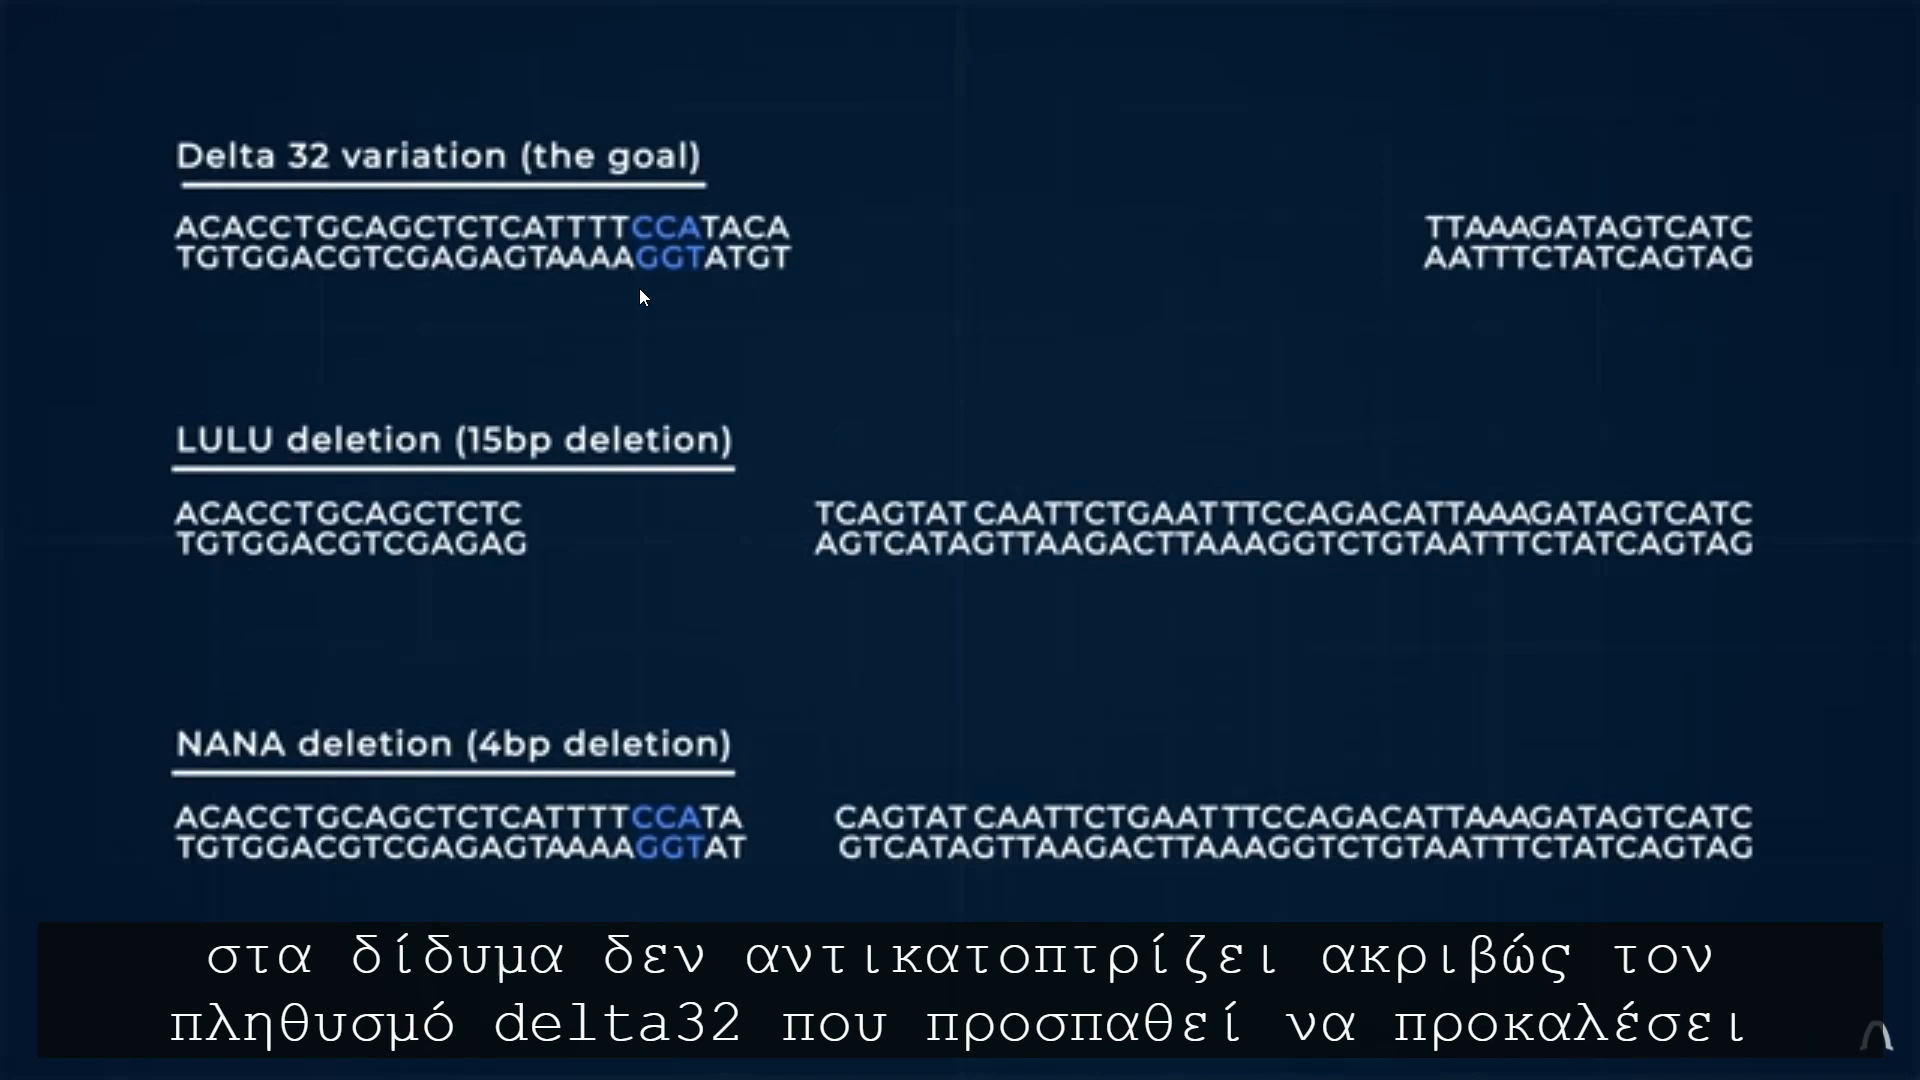 Delta 32 variation (the goal)
ACACCTGCAGCTCTCATTTTCCATACA TTAAAGATAGTCATC
TGTGGACGTCGAGAGTAAAAGGTATGT AATTTCTATCAGTAG
LULU deletion (15bp deletion)
ACACCTGCAGCTCTC TCAGTAT CAATTCTGAATTTCCAGACATTAAAGATAGTCATC
TGTGGACGTCGAGAG AGTCATAGTTAAGACTTAAAGGTCTGTAATTTCTATCAGTAG
NANA deletion (4bp deletion)
ACACCTGCAGCTCTCATTTTCCATA CAGTAT CAATTCTGAATTTCCAGACATTAAAGATAGTCATC
TGTGGACGTCGAGAGTAAAAGGTAT GTCATAGTTAAGACTTAAAGGTCTGTAATTTCTATCAGTAG
στα δίδυμα δεν αντικατοπτρίζει ακριβώς τον
πληθυσμό delta32 που προσπαθεί να προκαλέσει